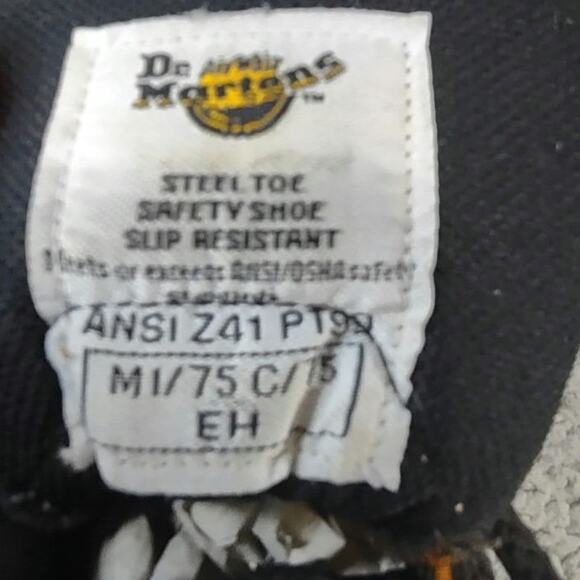 Dr
Martens
™
STEEL TOE
SAFETY SHOE
SLIP RESISTANT
Meets or exceeds ANSI/OSHA safety
ANSI Z41 PT99
MI/75 C/75
EH